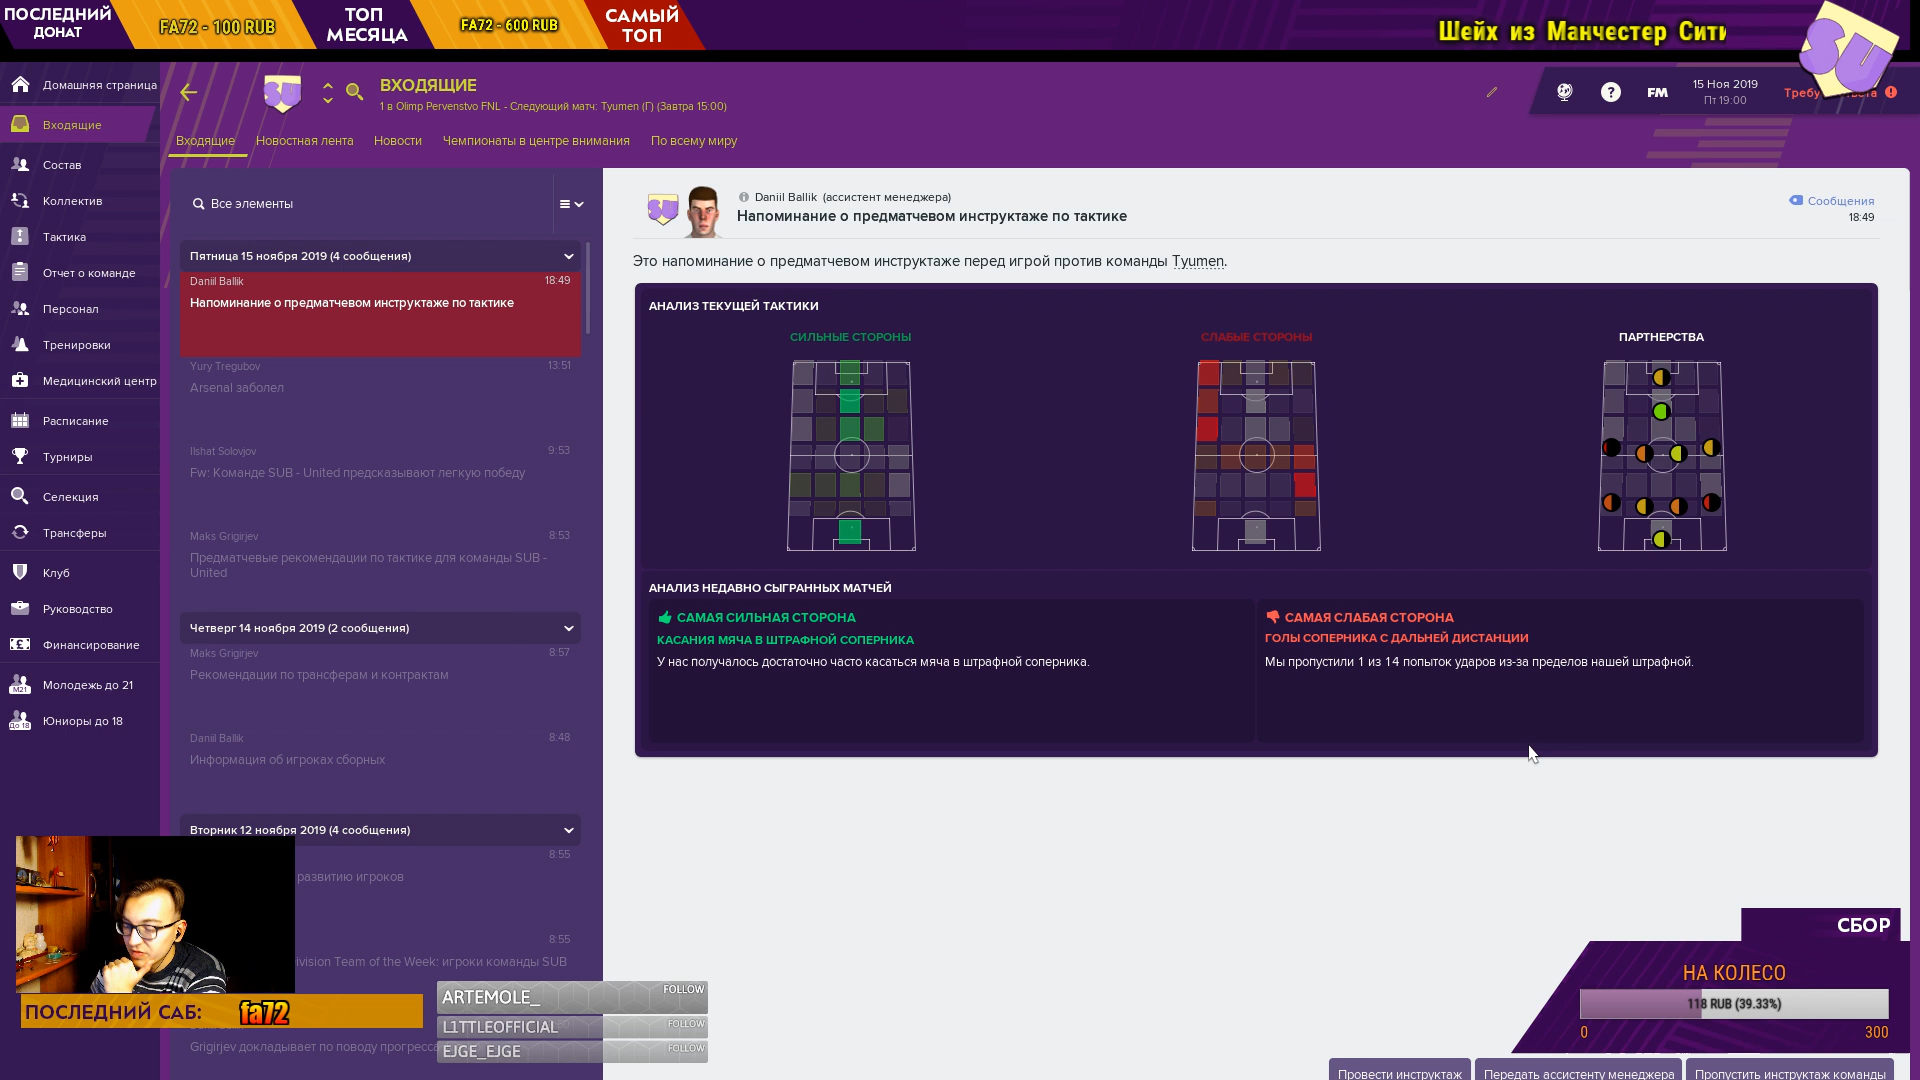 ПОСЛЕДНИЙ
ДОНАТ
FA72 - 100 RUB
ТОП
МЕСЯЦА
FA72 - 600 RUB
САМЫЙ
ТОП
Шейх из Манчестер Сити
SU
Домашняя страница
Входящие
Состав
Коллектив
Тактика
Отчет о команде
Персонал
Тренировки
Медицинский центр
Расписание
Турниры
Селекция
Трансферы
Клуб
Руководство
Финансирование
Молодежь до 21
Юниоры до 18
ВХОДЯЩИЕ
1 в Olimp Pervenstvo FNL - Следующий матч: Tyumen (Г) (Завтра 15:00)
FM
15 Ноя 2019
Пт 19:00
Входящие
Новостная лента
Новости
Чемпионаты в центре внимания
По всему миру
Все элементы
Пятница 15 ноября 2019 (4 сообщения)
Daniil Ballik 18:49
Напоминание о предматчевом инструктаже по тактике
Yury Tregubov 13:51
Arsenal заболел
Ilshat Solovjov 9:53
Fw: Команде SUB - United предсказывают легкую победу
Maks Grigirjev 8:53
Предматчевые рекомендации по тактике для команды SUB -
United
Четверг 14 ноября 2019 (2 сообщения)
Maks Grigirjev 8:57
Рекомендации по трансферам и контрактам
Daniil Ballik 8:48
Информация об игроках сборных
Вторник 12 ноября 2019 (4 сообщения)
8:55
развитию игроков
8:55
ivision Team of the Week: игроки команды SUB
Grigirjev докладывает по поводу прогресса
Daniil Ballik (ассистент менеджера)
Напоминание о предматчевом инструктаже по тактике
Сообщения
18:49
Это напоминание о предматчевом инструктаже перед игрой против команды Tyumen.
АНАЛИЗ ТЕКУЩЕЙ ТАКТИКИ
СИЛЬНЫЕ СТОРОНЫ
СЛАБЫЕ СТОРОНЫ
ПАРТНЕРСТВА
АНАЛИЗ НЕДАВНО СЫГРАННЫХ МАТЧЕЙ
САМАЯ СИЛЬНАЯ СТОРОНА
КАСАНИЯ МЯЧА В ШТРАФНОЙ СОПЕРНИКА
У нас получалось достаточно часто касаться мяча в штрафной соперника.
САМАЯ СЛАБАЯ СТОРОНА
ГОЛЫ СОПЕРНИКА С ДАЛЬНЕЙ ДИСТАНЦИИ
Мы пропустили 1 из 14 попыток ударов из-за пределов нашей штрафной.
ПОСЛЕДНИЙ САБ: fa72
ARTEMOLE_ FOLLOW
L1TTLEOFFICIAL FOLLOW
EJGE_EJGE FOLLOW
СБОР
НА КОЛЕСО
118 RUB (39.33%)
0 300
Провести инструктаж
Передать ассистенту менеджера
Пропустить инструктаж команды